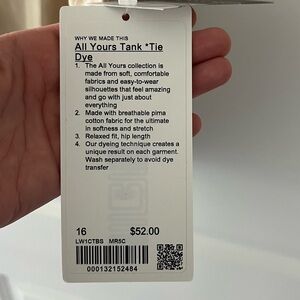 WHY WE MADE THIS
All Yours Tank *Tie
Dye
1. The All Yours collection is
made from soft, comfortable
fabrics and easy-to-wear
silhouettes that feel amazing
and go with just about
everything
2. Made with breathable pima
cotton fabric for the ultimate
in softness and stretch
3. Relaxed fit, hip length
4. Our dyeing technique creates a
unique result on each garment.
Wash separately to avoid dye
transfer
16 $52.00
LW1CTBS MR5C
000132152484